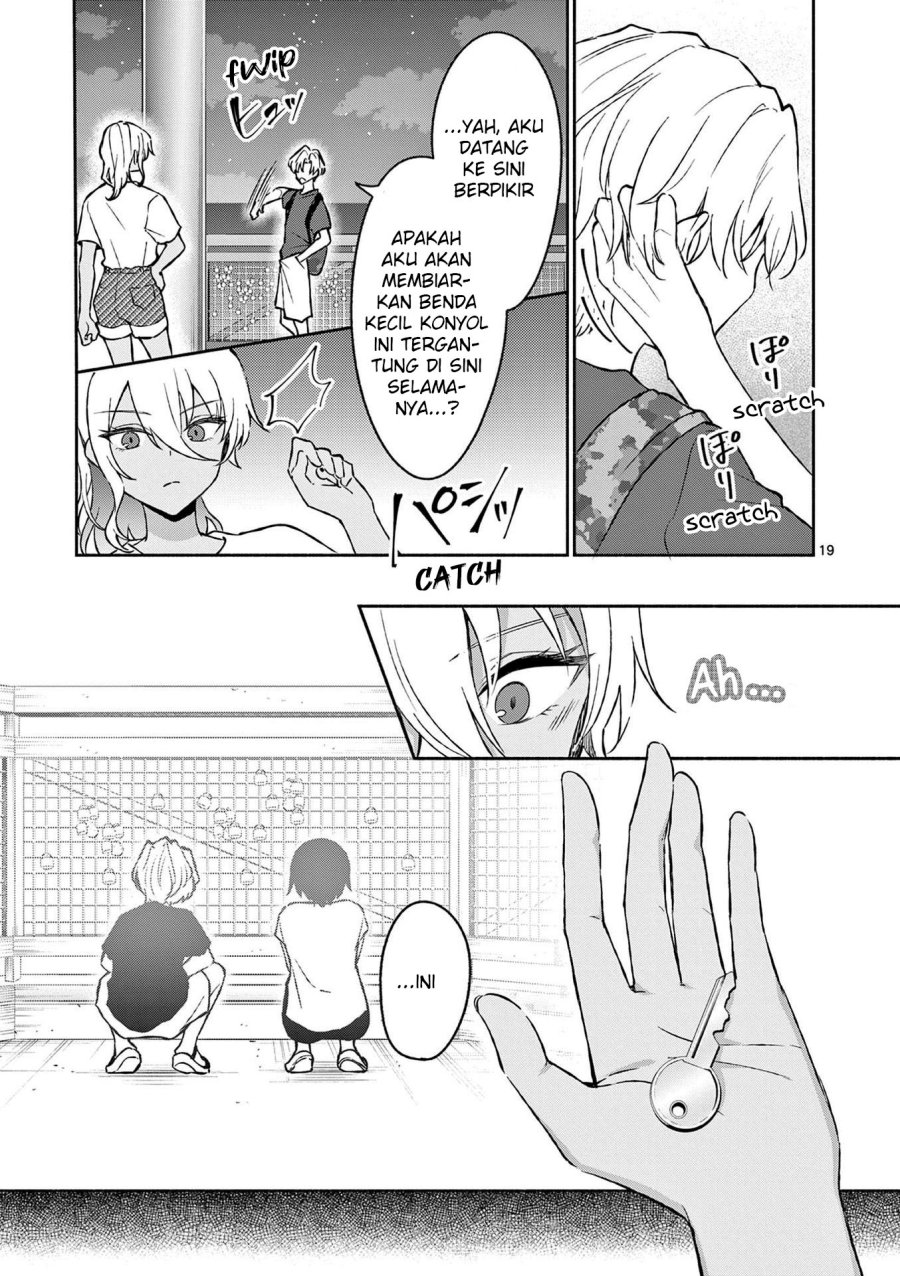 ぽり
scratch
ぽり
scratch
...YAH, AKU
DATANG
KE SINI
BERPIKIR
APAKAH
AKU AKAN
MEMBIAR-
KAN BENDA
KECIL KONYOL
INI TERGAN-
TUNG DI SINI
SELAMA-
NYA...?
fwip
ヒュッ
パシッ
CATCH
19
Ah...
...INI